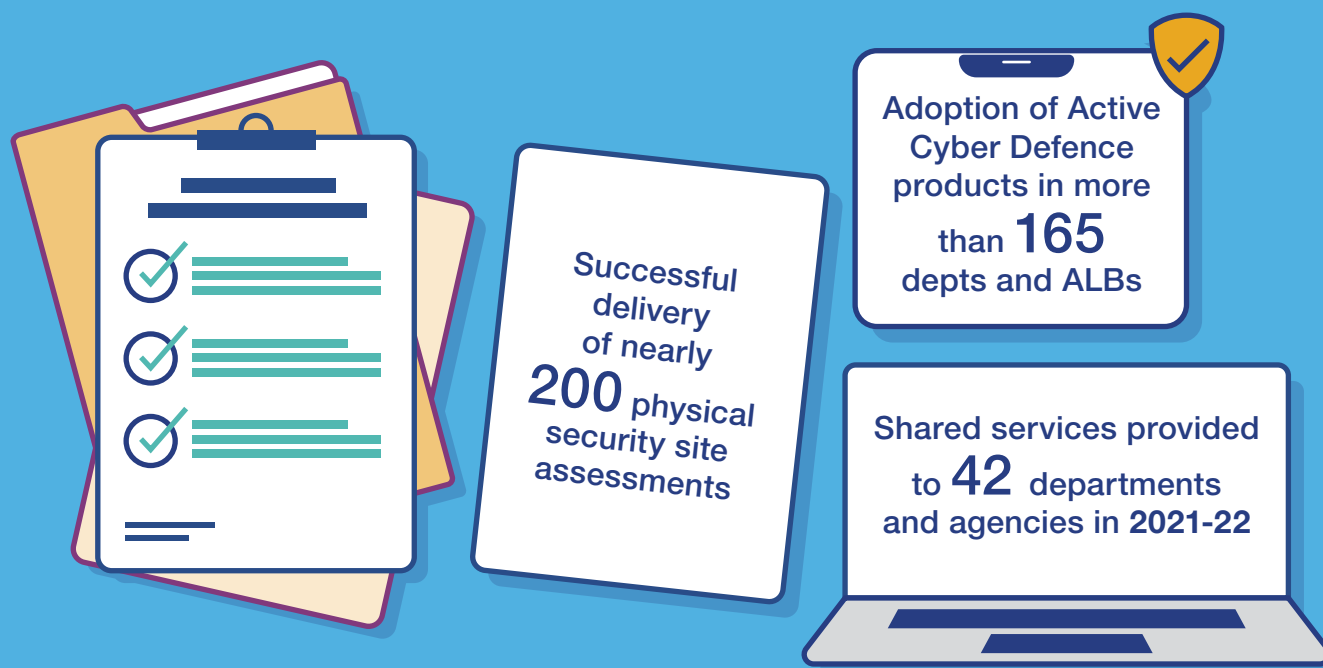 Successful
delivery
of nearly
200 physical
security site
assessments
Adoption of Active
Cyber Defence
products in more
than 165
depts and ALBs
Shared services provided
to 42 departments
and agencies in 2021-22